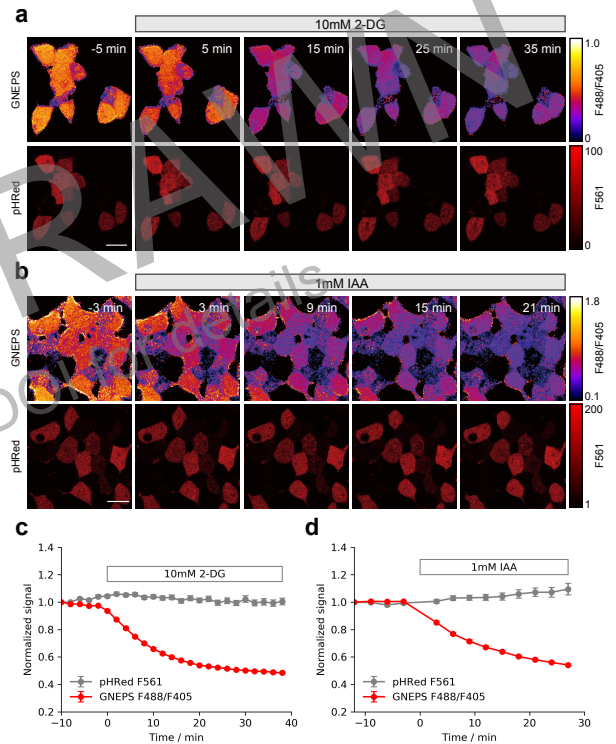 a
10mm 2-DG
GNEPS
-5 min
5 min
15 min
25 min
35 min
1.0
F488/F405
0
pHRed
100
F561
0
b
1mM IAA
GNEPS
-3 min
3 min
9 min
15 min
21 min
1.8
F488/F405
0.1
pHRed
200
F561
1
c
1.4
1.2
1.0
0.8
0.6
0.4
0.2
Normalized signal
10mM 2-DG
pHRed F561
GNEPS F488/F405
-10
0
10
20
30
40
Time / min
d
1.4
1.2
1.0
0.8
0.6
0.4
0.2
Normalized signal
1mM IAA
pHRed F561
GNEPS F488/F405
-10
0
10
20
30
Time / min
RAWN
doi for details